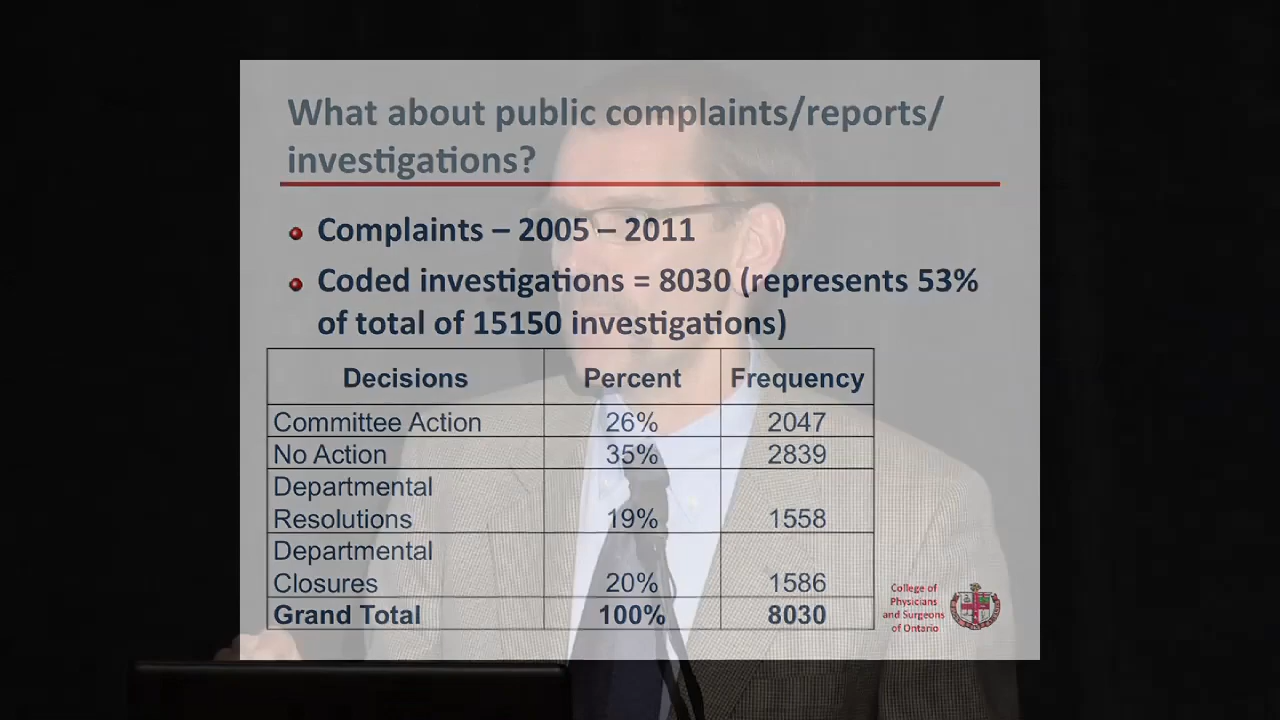 What about public complaints/reports/
investigations?
Complaints – 2005 – 2011
Coded investigations = 8030 (represents 53%
of total of 15150 investigations)
Decisions Percent Frequency
Committee Action 26% 2047
No Action 35% 2839
Departmental
Resolutions 19% 1558
Departmental
Closures 20% 1586
Grand Total 100% 8030
College of
Physicians
and Surgeons
of Ontario